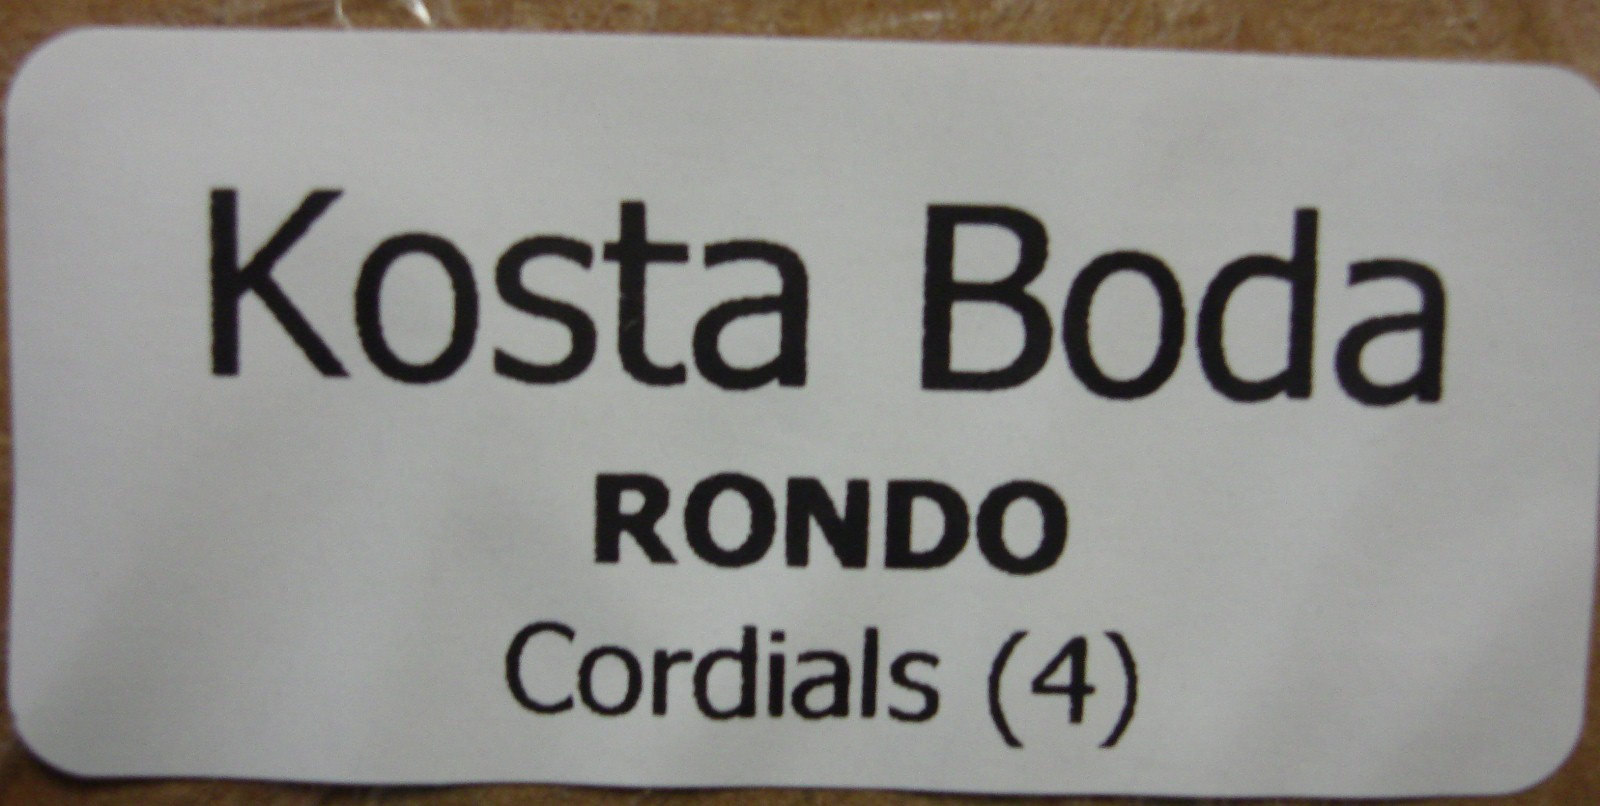 Kosta Boda
RONDO
Cordials (4)